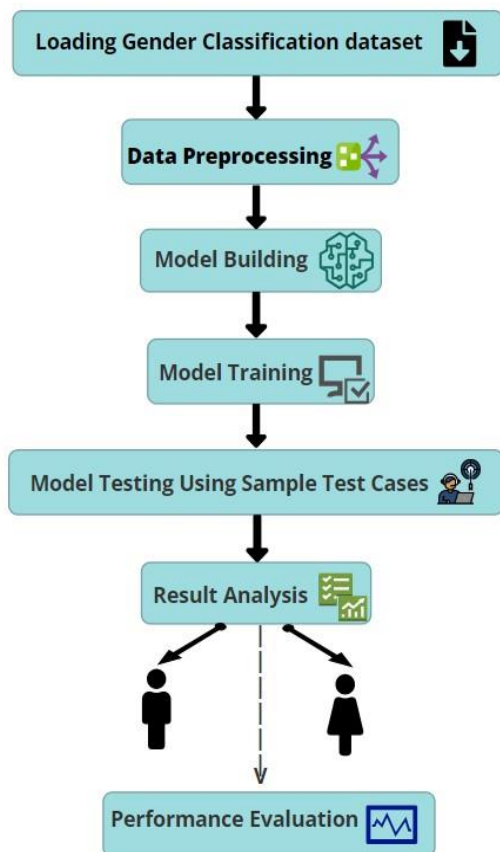 Loading Gender Classification dataset
Data Preprocessing
Model Building
Model Training
Model Testing Using Sample Test Cases
Result Analysis
Performance Evaluation